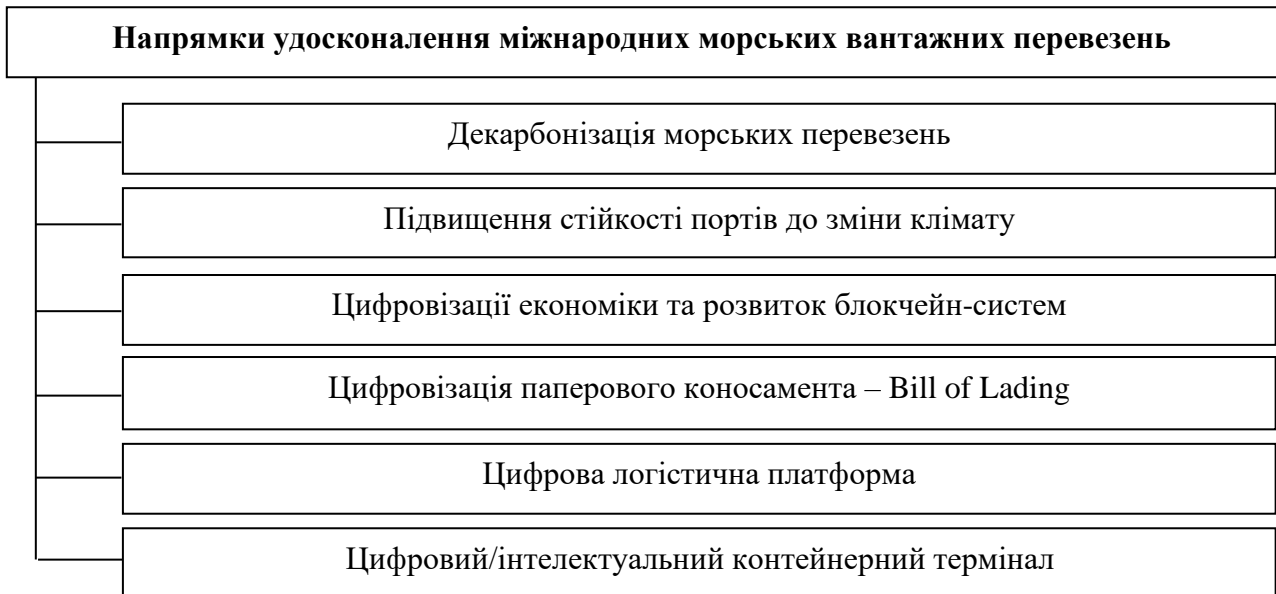 Напрямки удосконалення міжнародних морських вантажних перевезень
Декарбонізація морських перевезень
Підвищення стійкості портів до зміни клімату
Цифровізації економіки та розвиток блокчейн-систем
Цифровізація паперового коносамента – Bill of Lading
Цифрова логістична платформа
Цифровий/інтелектуальний контейнерний термінал